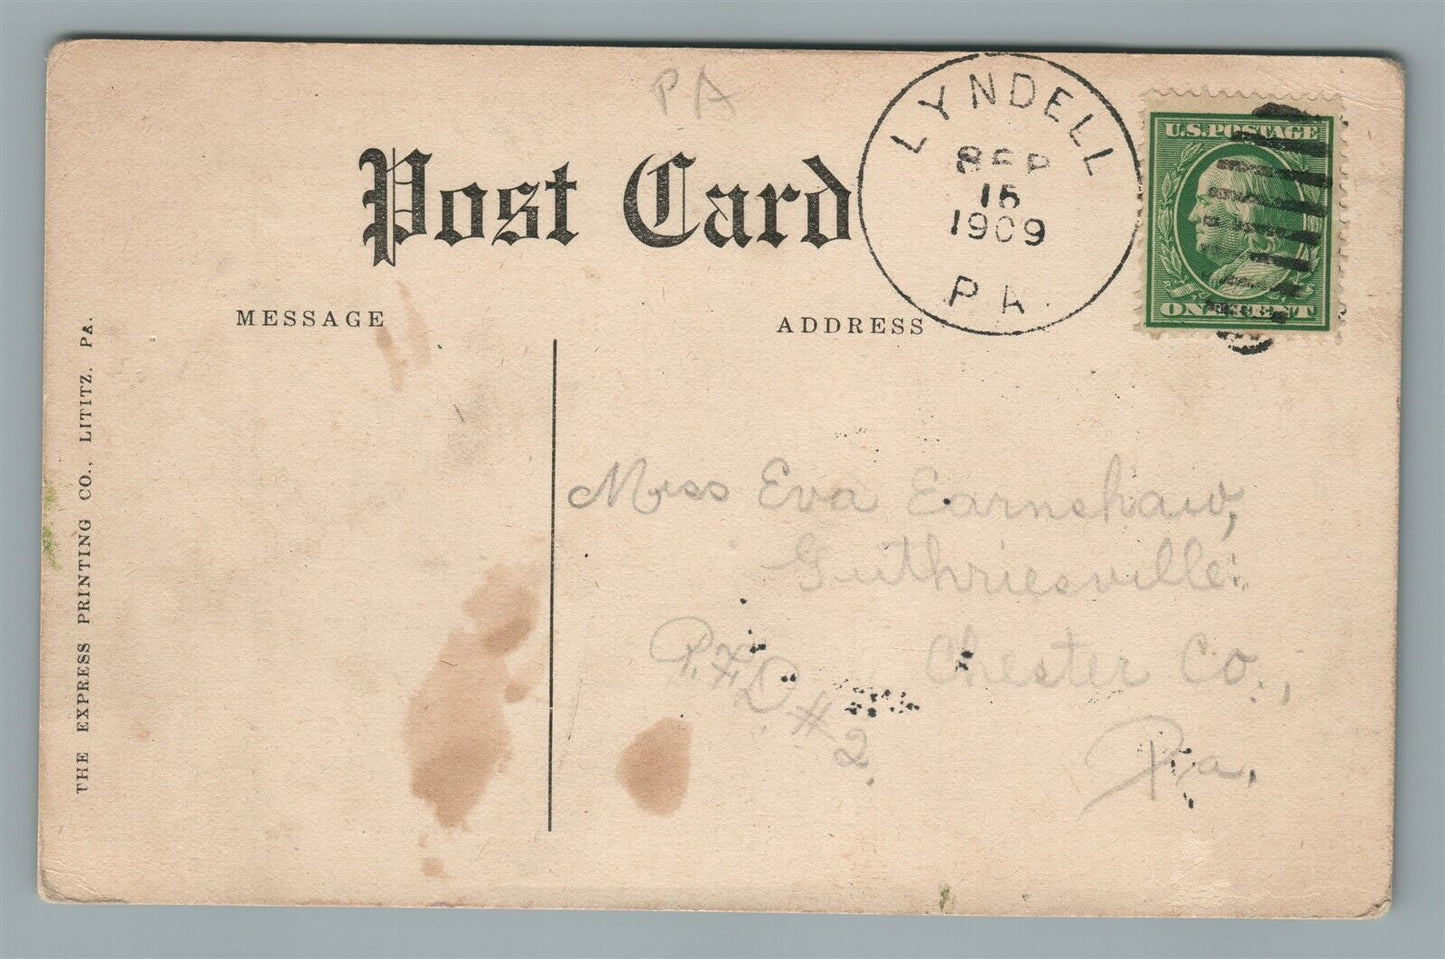 PA
Post Card
LYNDELL
SEP
15
1909
PA
U.S. POSTAGE
ONE CENT
MESSAGE
ADDRESS
THE EXPRESS PRINTING CO., LITITZ, PA.
Miss Eva Earnshaw,
Guthriesville.
Chester Co.,
R.F.D. # 2.
Pa.